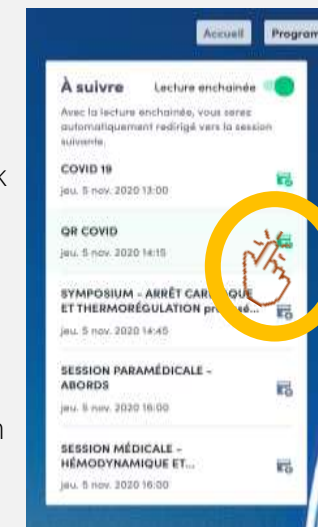 Accueil Program
À suivre Lecture enchainée
Avec la lecture enchainée, vous serez
automatiquement redirigé vers la session
suivante.
COVID 19
jeu. 5 nov. 2020 13:00
QR COVID
jeu. 5 nov. 2020 14:15
SYMPOSIUM - ARRÊT
ET THERMORÉGULATION
jeu. 5 nov. 2020 14:45
SESSION PARAMÉDICALE -
ABORDS
jeu. 5 nov. 2020 16:00
SESSION MÉDICALE -
HÉMODYNAMIQUE ET...
jeu. 5 nov. 2020 16:00